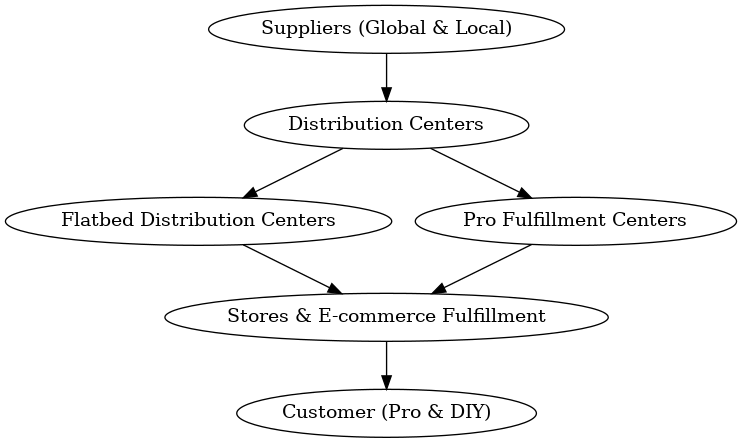 Suppliers (Global & Local)
Distribution Centers
Flatbed Distribution Centers
Pro Fulfillment Centers
Stores & E-commerce Fulfillment
Customer (Pro & DIY)